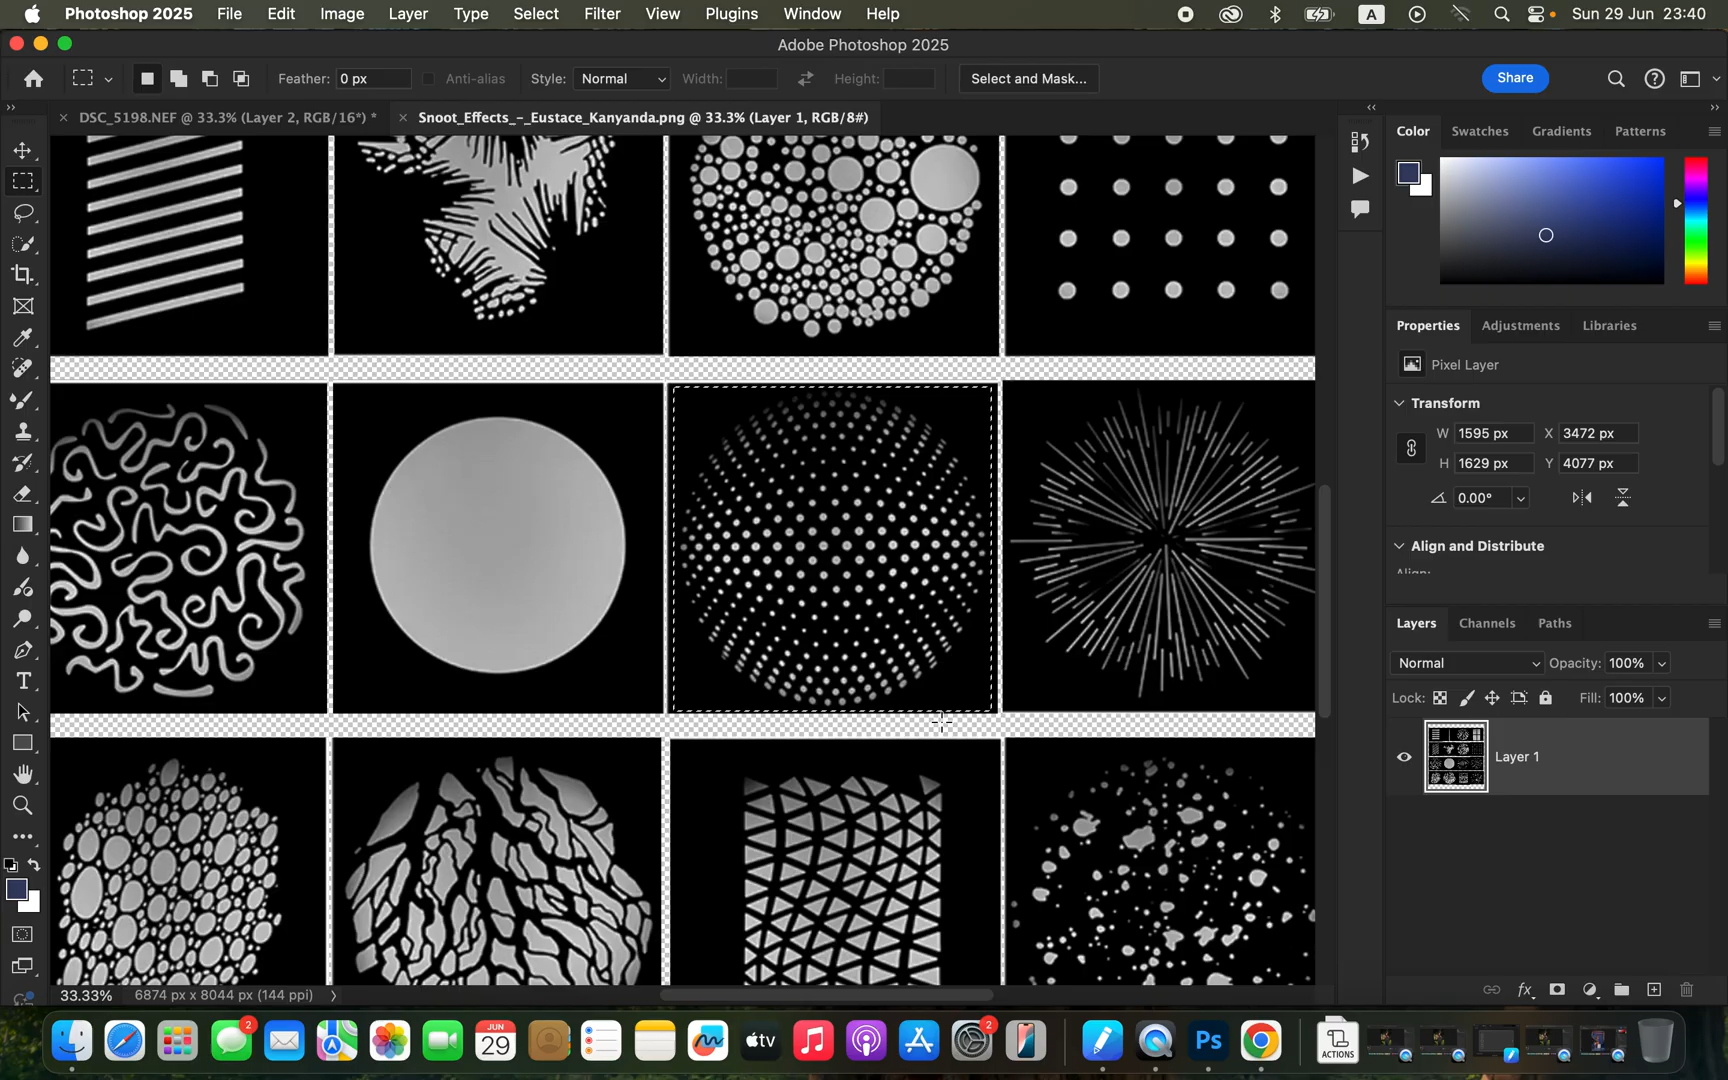 Photoshop 2025 File Edit Image Layer Type Select Filter View Plugins Window Help A Sun 29 Jun 23:40
Adobe Photoshop 2025
Feather: 0 px Anti-alias Style: Normal Width: Height: Select and Mask... Share
DSC_5198.NEF @ 33.3% (Layer 2, RGB/16*) *
Snoot_Effects_-_Eustace_Kanyanda.png @ 33.3% (Layer 1, RGB/8#)
Color Swatches Gradients Patterns
Properties Adjustments Libraries
Pixel Layer
Transform
W 1595 px X 3472 px
H 1629 px Y 4077 px
0.00°
Align and Distribute
Align:
Layers Channels Paths
Normal Opacity: 100%
Lock: Fill: 100%
Layer 1
33.33% 6874 px x 8044 px (144 ppi)
2 JUN 29 tv 2 Ps ACTIONS